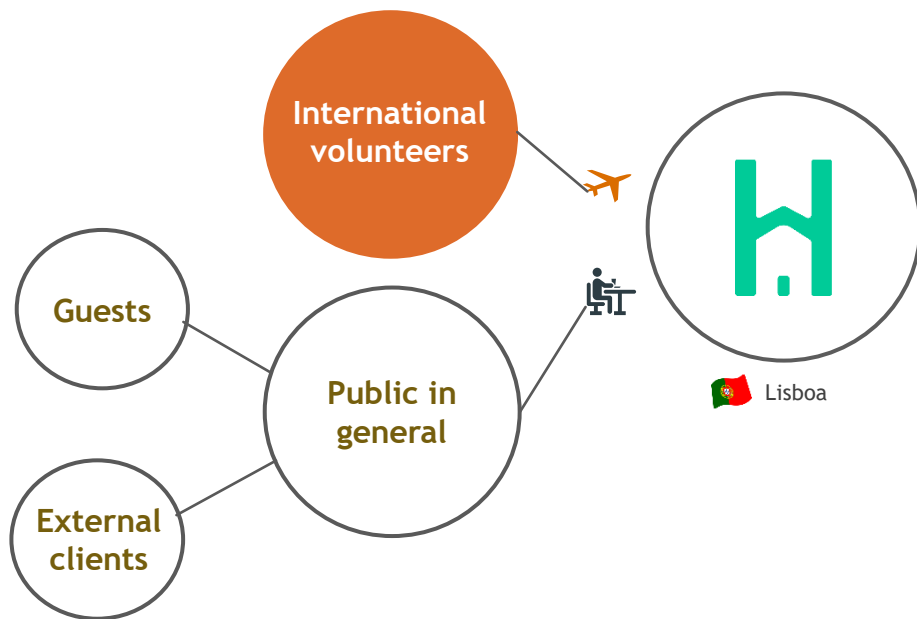 International
volunteers
Guests
Public in
general
Lisboa
External
clients